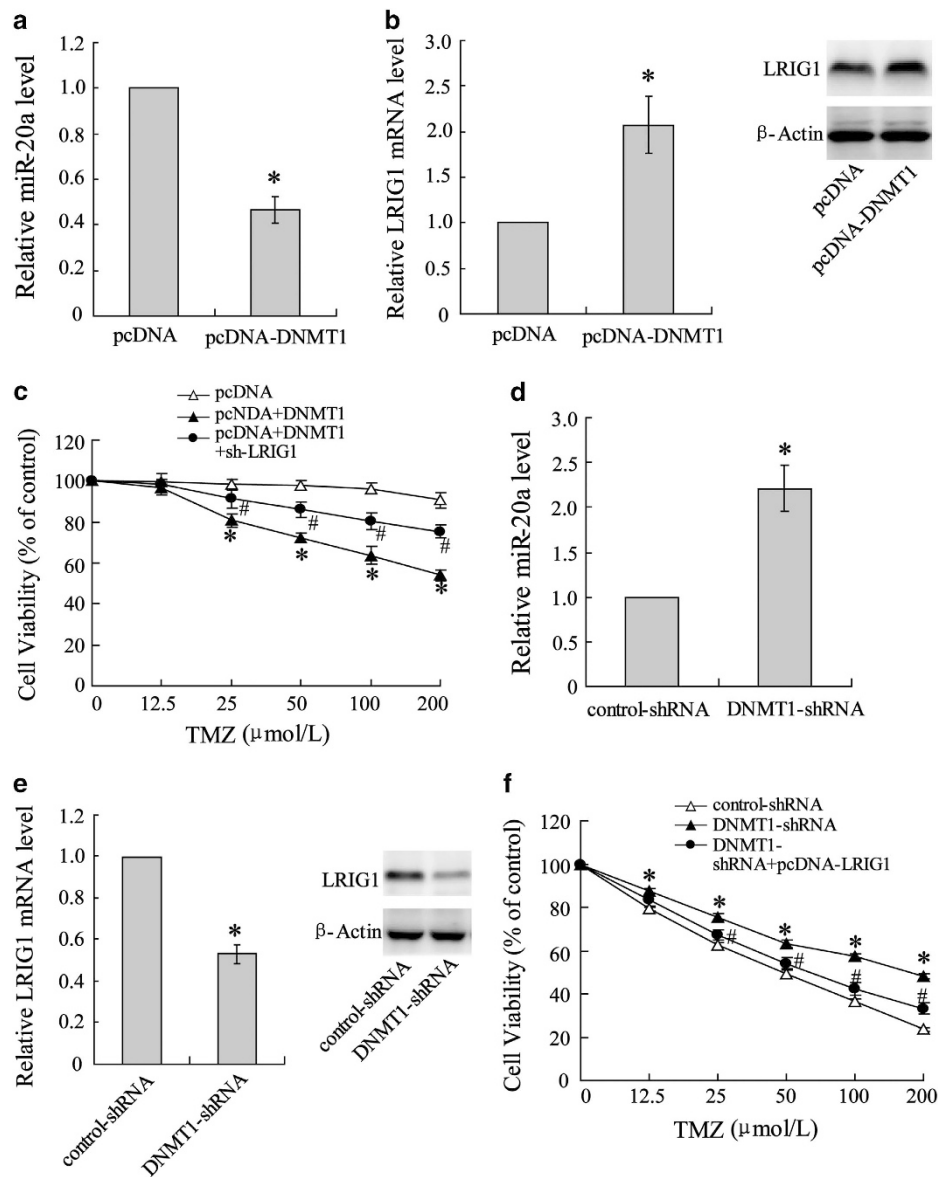 a
Relative miR-20a level
1.2
1.0
0.8
0.6
0.4
0.2
0
*
pcDNA
pcDNA-DNMT1
b
Relative LRIG1 mRNA level
3.0
2.5
2.0
1.5
1.0
0.5
0
*
pcDNA
pcDNA-DNMT1
LRIG1
β-Actin
pcDNA
pcDNA-DNMT1
c
pcDNA
pcNDA+DNMT1
pcDNA+DNMT1
+sh-LRIG1
Cell Viability (% of control)
120
100
80
60
40
20
0
# # # #
* * * *
0 12.5 25 50 100 200
TMZ (μmol/L)
d
Relative miR-20a level
3.0
2.5
2.0
1.5
1.0
0.5
0.0
*
control-shRNA
DNMT1-shRNA
e
Relative LRIG1 mRNA level
1.2
1.0
0.8
0.6
0.4
0.2
0
*
control-shRNA
DNMT1-shRNA
LRIG1
β-Actin
control-shRNA
DNMT1-shRNA
f
control-shRNA
DNMT1-shRNA
DNMT1-
shRNA+pcDNA-LRIG1
Cell Viability (% of control)
120
100
80
60
40
20
0
* * * * *
# # # #
0 12.5 25 50 100 200
TMZ (μmol/L)